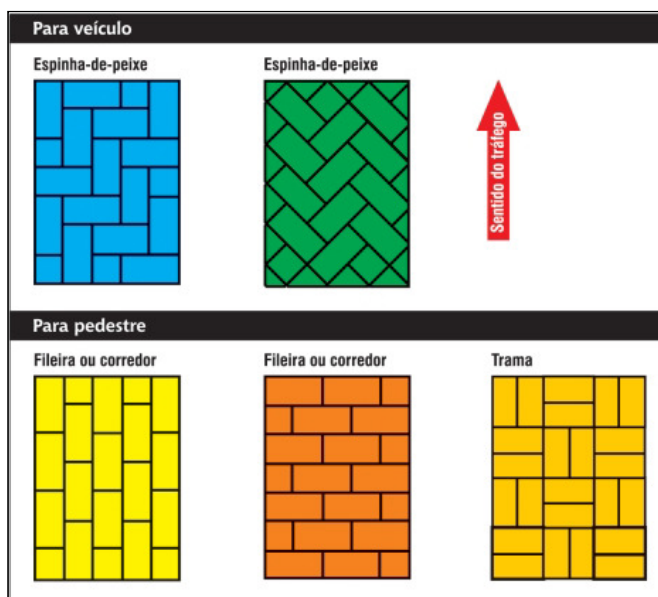 Para veículo
Espinha-de-peixe
Espinha-de-peixe
Sentido do tráfego
Para pedestre
Fileira ou corredor
Fileira ou corredor
Trama